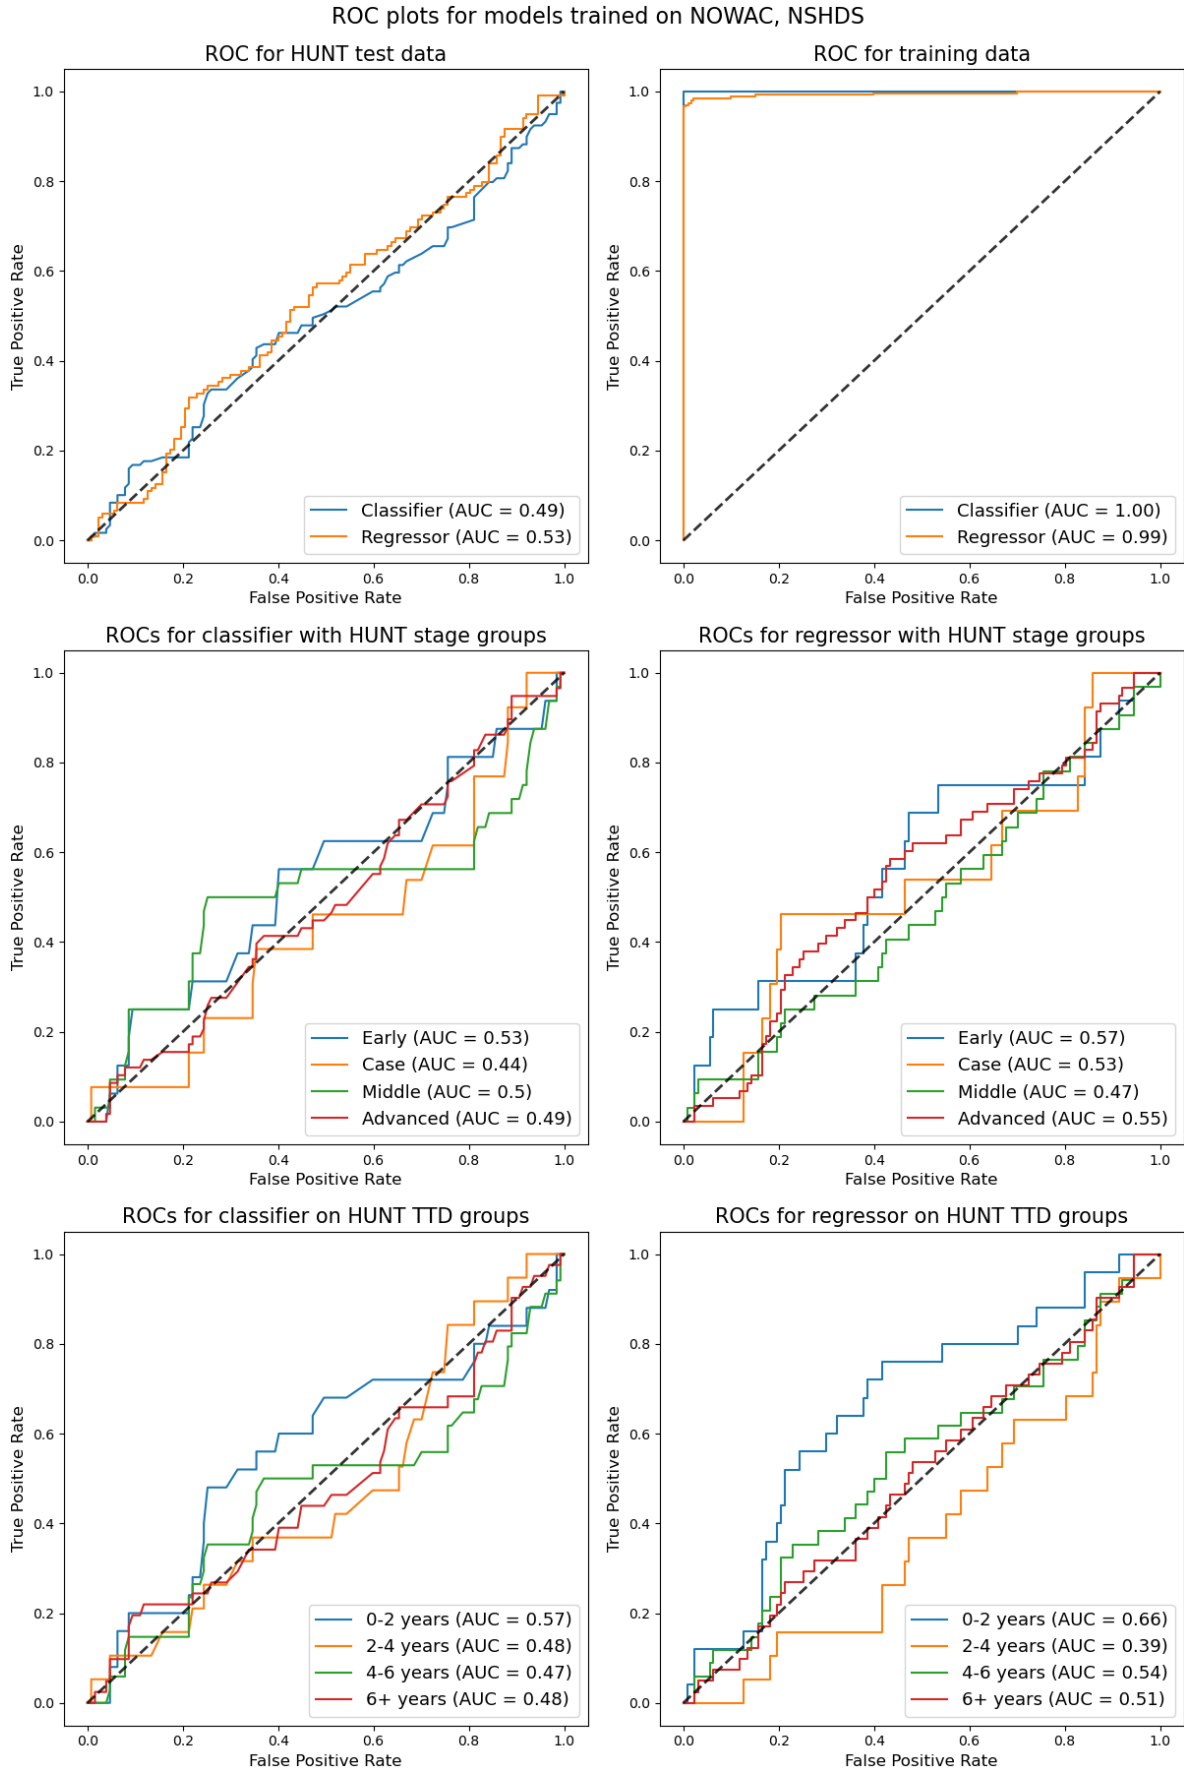 ROC plots for models trained on NOWAC, NSHDS
ROC for HUNT test data
True Positive Rate
1.0
0.8
0.6
0.4
0.2
0.0
Classifier (AUC = 0.49)
Regressor (AUC = 0.53)
0.0 0.2 0.4 0.6 0.8 1.0
False Positive Rate
ROC for training data
True Positive Rate
1.0
0.8
0.6
0.4
0.2
0.0
Classifier (AUC = 1.00)
Regressor (AUC = 0.99)
0.0 0.2 0.4 0.6 0.8 1.0
False Positive Rate
ROCs for classifier with HUNT stage groups
True Positive Rate
1.0
0.8
0.6
0.4
0.2
0.0
Early (AUC = 0.53)
Case (AUC = 0.44)
Middle (AUC = 0.5)
Advanced (AUC = 0.49)
0.0 0.2 0.4 0.6 0.8 1.0
False Positive Rate
ROCs for regressor with HUNT stage groups
True Positive Rate
1.0
0.8
0.6
0.4
0.2
0.0
Early (AUC = 0.57)
Case (AUC = 0.53)
Middle (AUC = 0.47)
Advanced (AUC = 0.55)
0.0 0.2 0.4 0.6 0.8 1.0
False Positive Rate
ROCs for classifier on HUNT TTD groups
True Positive Rate
1.0
0.8
0.6
0.4
0.2
0.0
0-2 years (AUC = 0.57)
2-4 years (AUC = 0.48)
4-6 years (AUC = 0.47)
6+ years (AUC = 0.48)
0.0 0.2 0.4 0.6 0.8 1.0
False Positive Rate
ROCs for regressor on HUNT TTD groups
True Positive Rate
1.0
0.8
0.6
0.4
0.2
0.0
0-2 years (AUC = 0.66)
2-4 years (AUC = 0.39)
4-6 years (AUC = 0.54)
6+ years (AUC = 0.51)
0.0 0.2 0.4 0.6 0.8 1.0
False Positive Rate